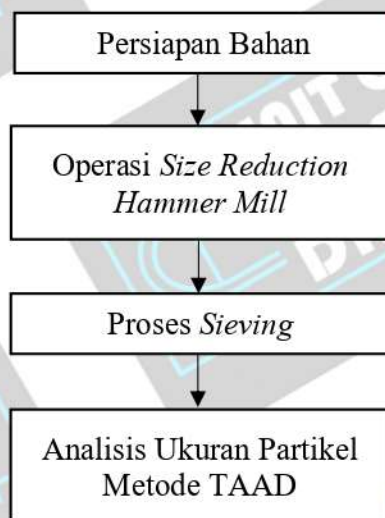 Persiapan Bahan
Operasi Size Reduction
Hammer Mill
Proses Sieving
Analisis Ukuran Partikel
Metode TAAD